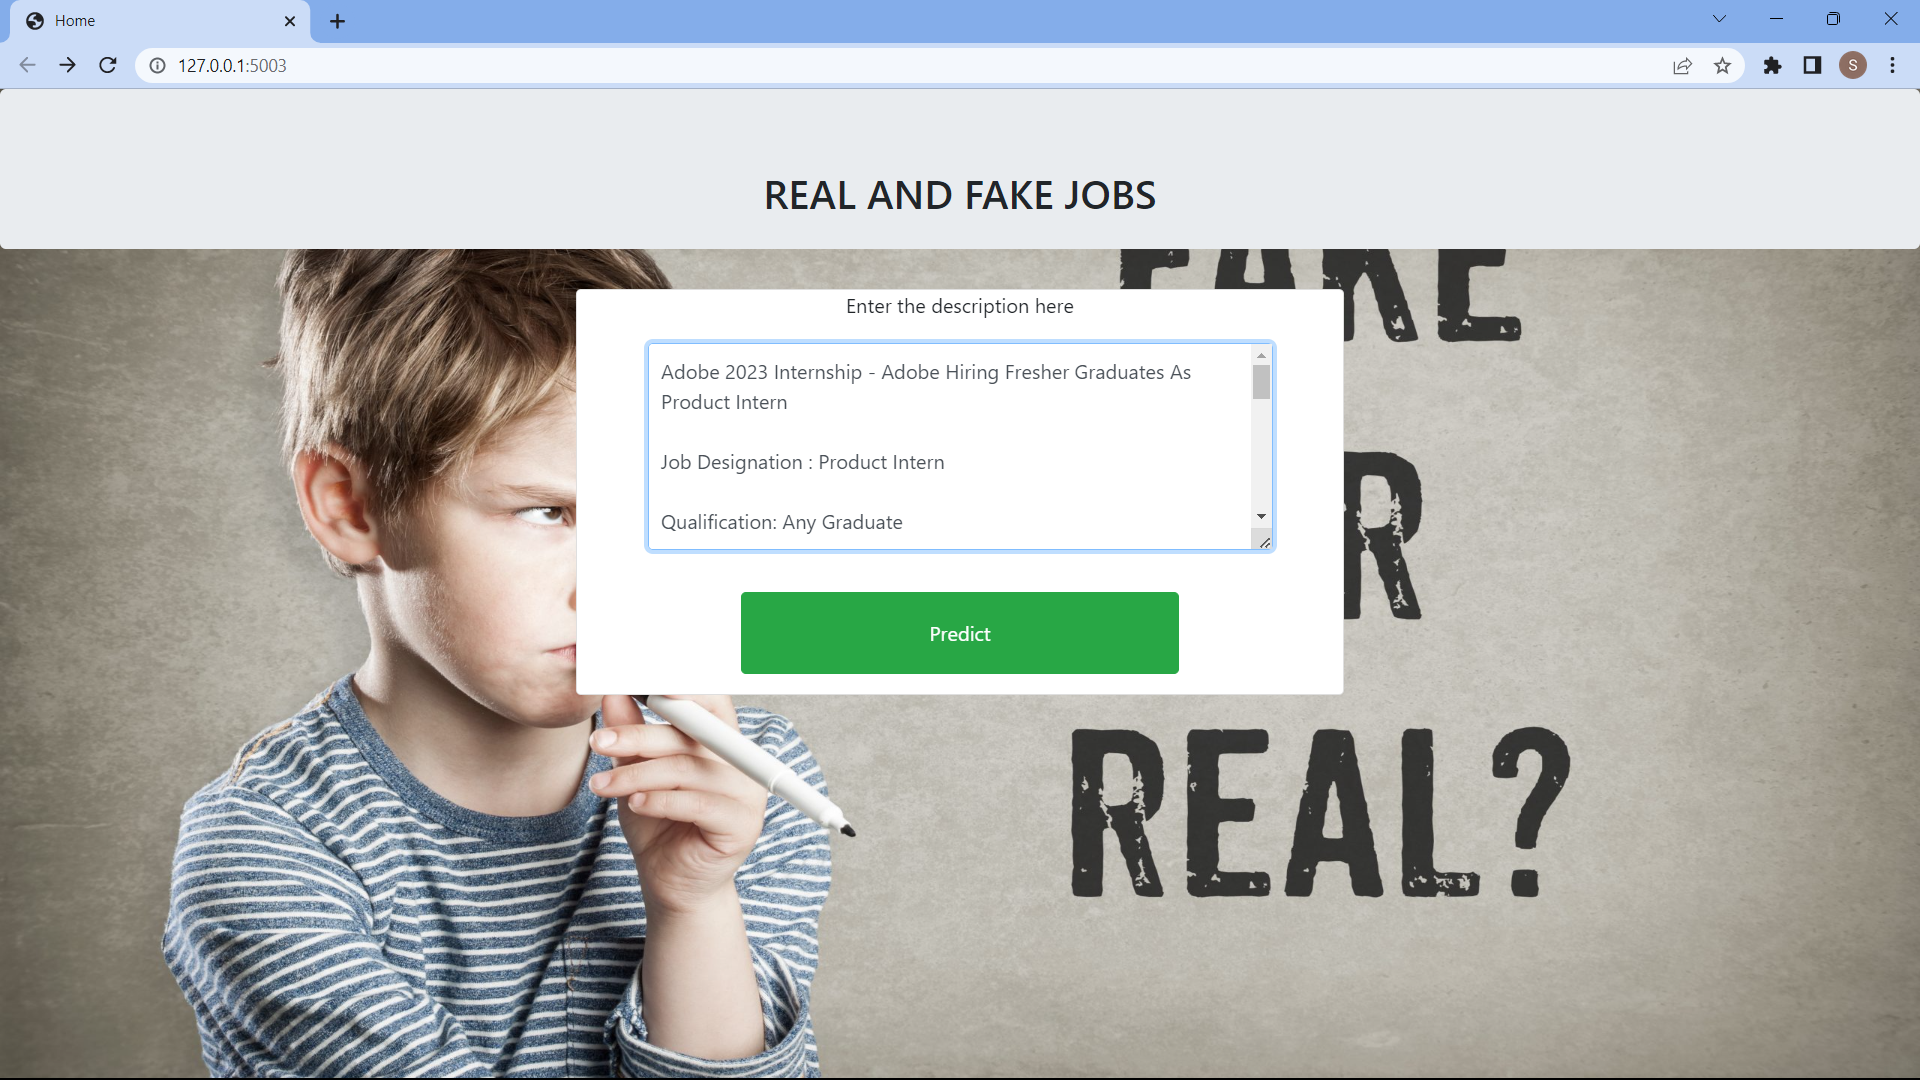 Home
127.0.0.1:5003
S
REAL AND FAKE JOBS
FAKE
Enter the description here
Adobe 2023 Internship - Adobe Hiring Fresher Graduates As
Product Intern
Job Designation : Product Intern
Qualification: Any Graduate
R
Predict
REAL?